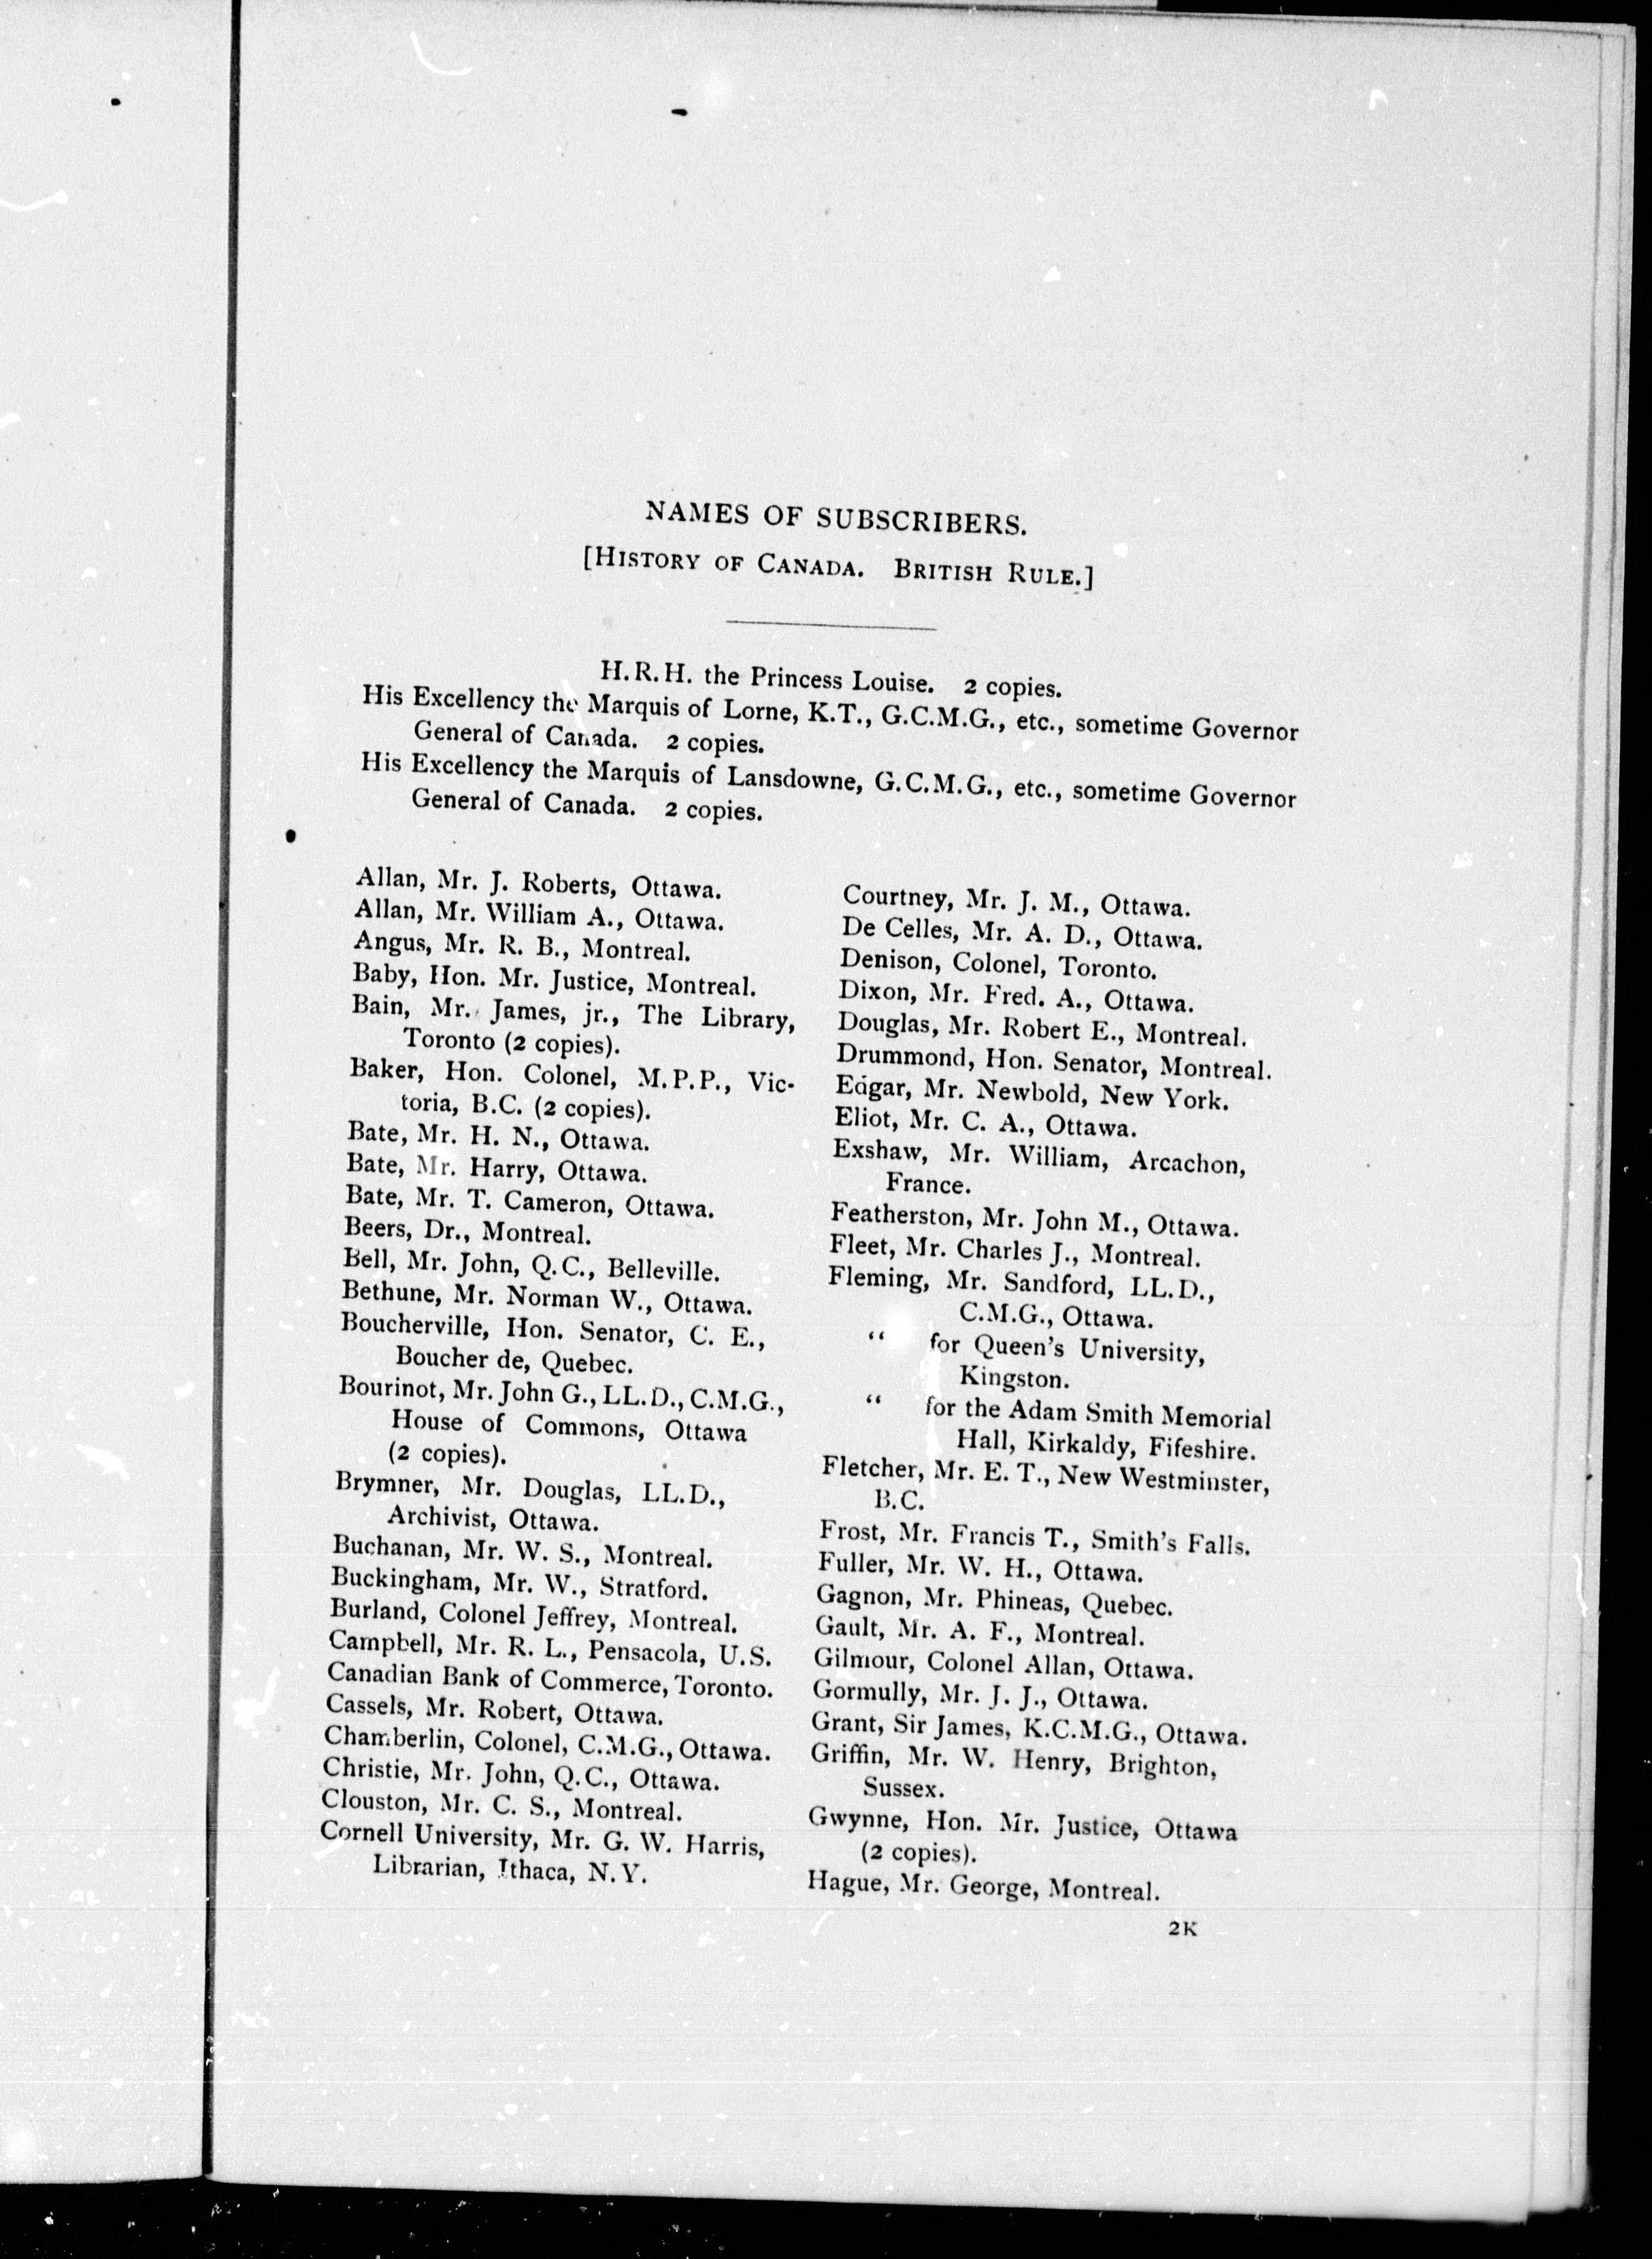 NAMES OF SUBSCRIBERS.
[HISTORY OF CANADA. BRITISH RULE.]
H.R.H. the Princess Louise. 2 copies.
His Excellency the Marquis of Lorne, K.T., G.C.M.G., etc., sometime Governor
General of Canada. 2 copies.
His Excellency the Marquis of Lansdowne, G.C.M.G., etc., sometime Governor
General of Canada. 2 copies.
Allan, Mr. J. Roberts, Ottawa.
Allan, Mr. William A., Ottawa.
Angus, Mr. R. B., Montreal.
Baby, Hon. Mr. Justice, Montreal.
Bain, Mr. James, jr., The Library,
Toronto (2 copies).
Baker, Hon. Colonel, M.P.P., Vic-
toria, B.C. (2 copies).
Bate, Mr. H. N., Ottawa.
Bate, Mr. Harry, Ottawa.
Bate, Mr. T. Cameron, Ottawa.
Beers, Dr., Montreal.
Bell, Mr. John, Q.C., Belleville.
Bethune, Mr. Norman W., Ottawa.
Boucherville, Hon. Senator, C. E.,
Boucher de, Quebec.
Bourinot, Mr. John G., LL.D., C.M.G.,
House of Commons, Ottawa
(2 copies).
Brymner, Mr. Douglas, LL.D.,
Archivist, Ottawa.
Buchanan, Mr. W. S., Montreal.
Buckingham, Mr. W., Stratford.
Burland, Colonel Jeffrey, Montreal.
Campbell, Mr. R. L., Pensacola, U.S.
Canadian Bank of Commerce, Toronto.
Cassels, Mr. Robert, Ottawa.
Chamberlin, Colonel, C.M.G., Ottawa.
Christie, Mr. John, Q.C., Ottawa.
Clouston, Mr. C. S., Montreal.
Cornell University, Mr. G. W. Harris,
Librarian, Ithaca, N.Y.
Courtney, Mr. J. M., Ottawa.
De Celles, Mr. A. D., Ottawa.
Denison, Colonel, Toronto.
Dixon, Mr. Fred. A., Ottawa.
Douglas, Mr. Robert E., Montreal.
Drummond, Hon. Senator, Montreal.
Edgar, Mr. Newbold, New York.
Eliot, Mr. C. A., Ottawa.
Exshaw, Mr. William, Arcachon,
France.
Featherston, Mr. John M., Ottawa.
Fleet, Mr. Charles J., Montreal.
Fleming, Mr. Sandford, LL.D.,
C.M.G., Ottawa.
“ for Queen's University,
Kingston.
“ for the Adam Smith Memorial
Hall, Kirkaldy, Fifeshire.
Fletcher, Mr. E. T., New Westminster,
B.C.
Frost, Mr. Francis T., Smith's Falls.
Fuller, Mr. W. H., Ottawa.
Gagnon, Mr. Phineas, Quebec.
Gault, Mr. A. F., Montreal.
Gilmour, Colonel Allan, Ottawa.
Gormully, Mr. J. J., Ottawa.
Grant, Sir James, K.C.M.G., Ottawa.
Griffin, Mr. W. Henry, Brighton,
Sussex.
Gwynne, Hon. Mr. Justice, Ottawa
(2 copies).
Hague, Mr. George, Montreal.
2K